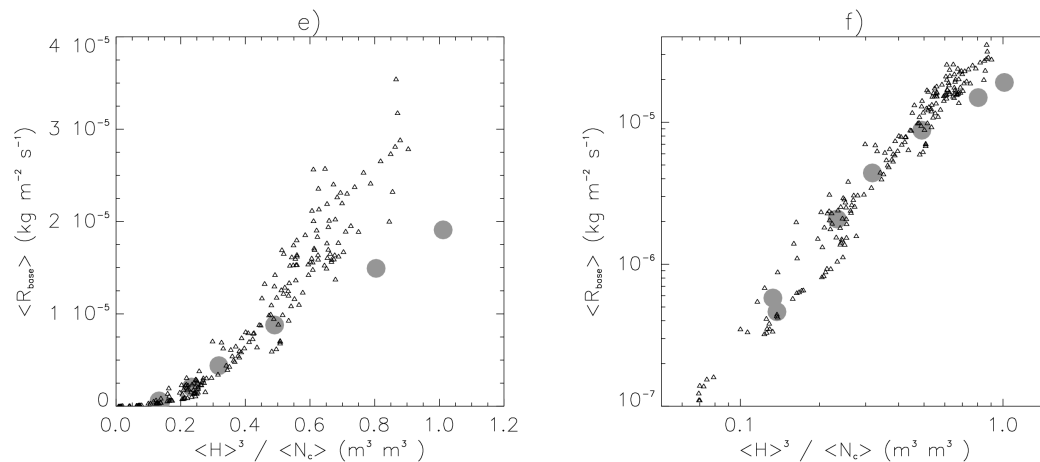 e)
4 10⁻⁵
3 10⁻⁵
2 10⁻⁵
1 10⁻⁵
0
<R_base> (kg m⁻² s⁻¹)
0.0 0.2 0.4 0.6 0.8 1.0 1.2
<H>³ / <N_c> (m³ m³)
f)
10⁻⁵
10⁻⁶
10⁻⁷
<R_base> (kg m⁻² s⁻¹)
0.1 1.0
<H>³ / <N_c> (m³ m³)